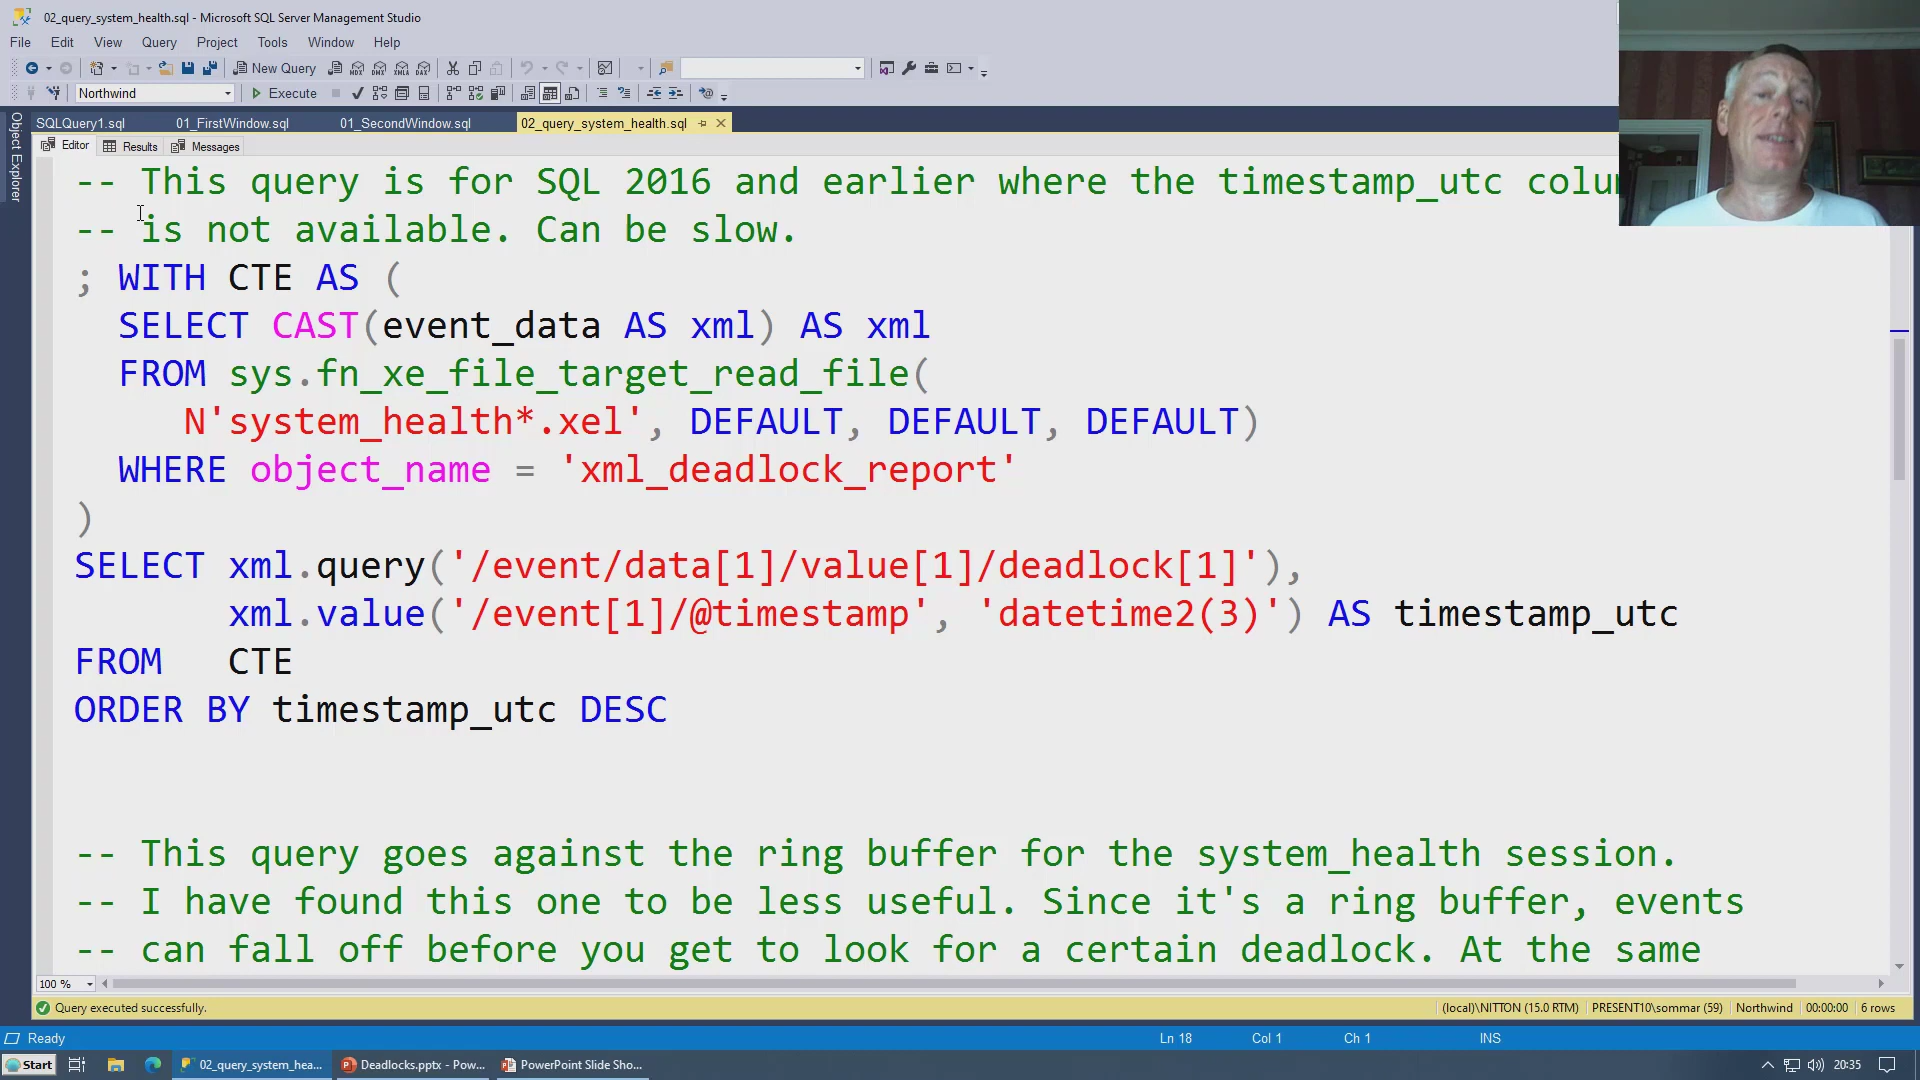 02_query_system_health.sql - Microsoft SQL Server Management Studio
File Edit View Query Project Tools Window Help
New Query
Northwind Execute
SQLQuery1.sql 01_FirstWindow.sql 01_SecondWindow.sql 02_query_system_health.sql
Object Explorer
Editor Results Messages
-- This query is for SQL 2016 and earlier where the timestamp_utc colum
-- is not available. Can be slow.
; WITH CTE AS (
SELECT CAST(event_data AS xml) AS xml
FROM sys.fn_xe_file_target_read_file(
N'system_health*.xel', DEFAULT, DEFAULT, DEFAULT)
WHERE object_name = 'xml_deadlock_report'
)
SELECT xml.query('/event/data[1]/value[1]/deadlock[1]'),
xml.value('/event[1]/@timestamp', 'datetime2(3)') AS timestamp_utc
FROM CTE
ORDER BY timestamp_utc DESC
-- This query goes against the ring buffer for the system_health session.
-- I have found this one to be less useful. Since it's a ring buffer, events
-- can fall off before you get to look for a certain deadlock. At the same
100 %
Query executed successfully. (local)\NITTON (15.0 RTM) PRESENT10\sommar (59) Northwind 00:00:00 6 rows
Ready Ln 18 Col 1 Ch 1 INS
Start 02_query_system_hea... Deadlocks.pptx - Pow... PowerPoint Slide Sho... 20:35